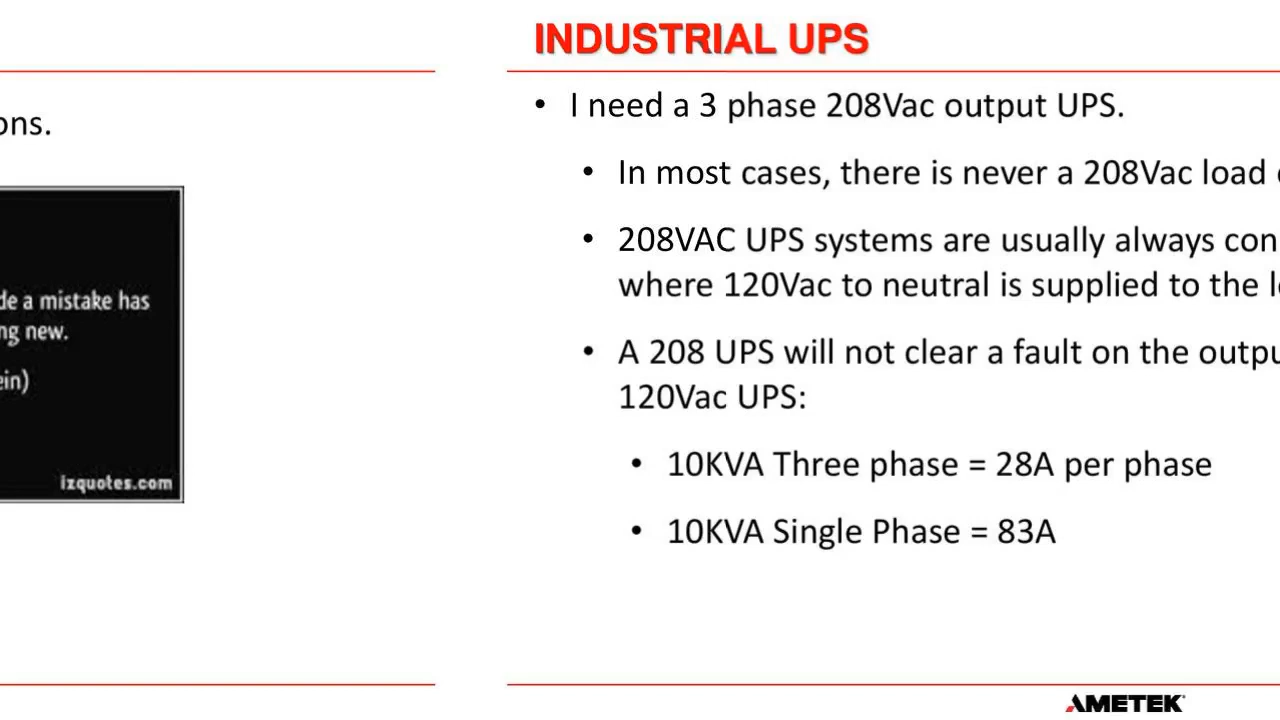 ons.
de a mistake has
ng new.
ein)
izquotes.com
INDUSTRIAL UPS
• I need a 3 phase 208Vac output UPS.
• In most cases, there is never a 208Vac load
• 208VAC UPS systems are usually always con
where 120Vac to neutral is supplied to the l
• A 208 UPS will not clear a fault on the outpu
120Vac UPS:
• 10KVA Three phase = 28A per phase
• 10KVA Single Phase = 83A
AMETEK